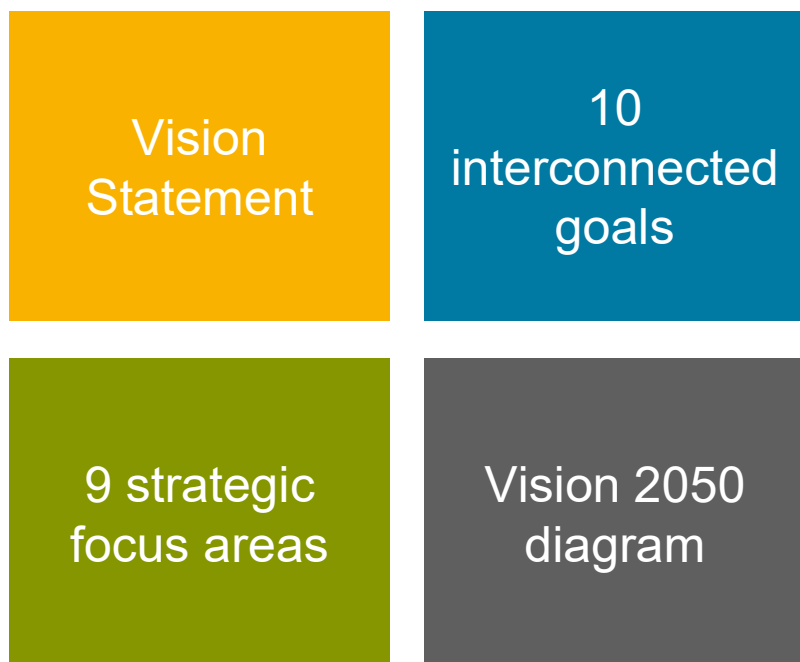 Vision
Statement
10
interconnected
goals
9 strategic
focus areas
Vision 2050
diagram